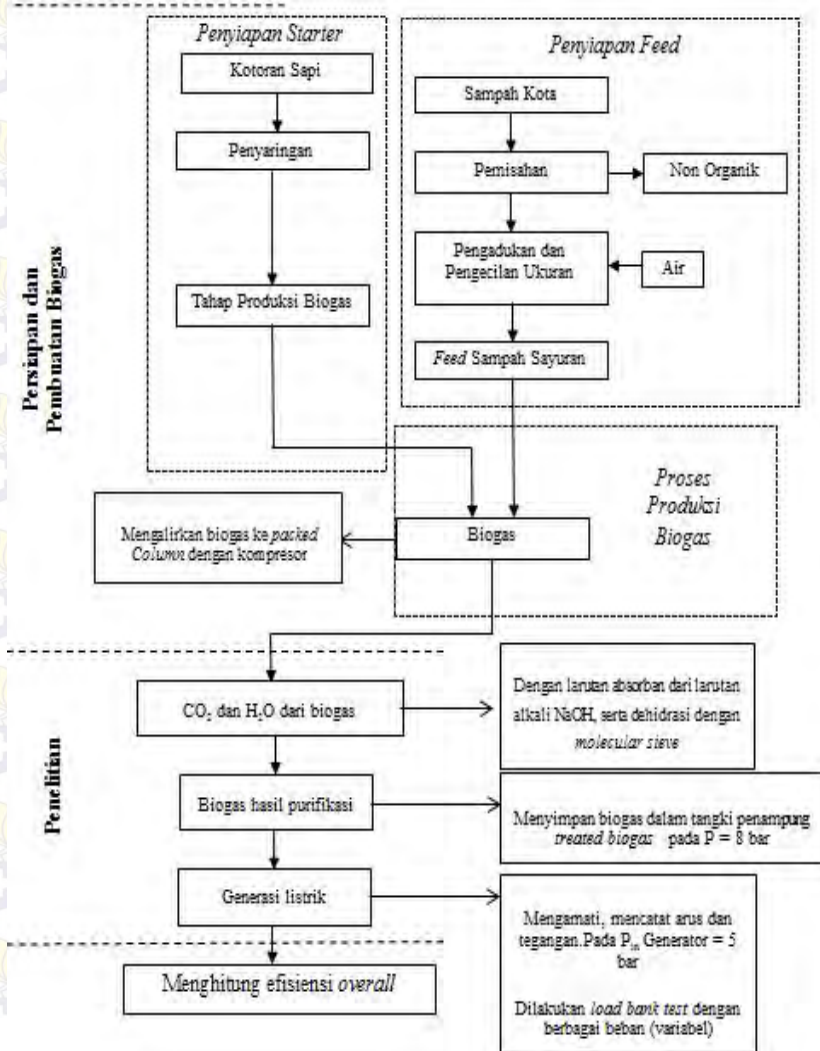 Penyiapan Starter
Kotoran Sapi
Penyaringan
Tahap Produksi Biogas
Penyiapan Feed
Sampah Kota
Pemisahan
Non Organik
Pengadukan dan
Pengecilan Ukuran
Air
Feed Sampah Sayuran
Persiapan dan
Pembuatan Biogas
Proses
Produksi
Biogas
Biogas
Mengalirkan biogas ke packed
Column dengan kompresor
Penelitian
CO₂ dan H₂O dari biogas
Dengan larutan absorban dari larutan
alkali NaOH, serta dehidrasi dengan
molecular sieve
Biogas hasil purifikasi
Menyimpan biogas dalam tangki penampung
treated biogas pada P = 8 bar
Generasi listrik
Mengamati, mencatat arus dan
tegangan.Pada Pin Generator = 5
bar
Dilakukan load bank test dengan
berbagai beban (variabel)
Menghitung efisiensi overall